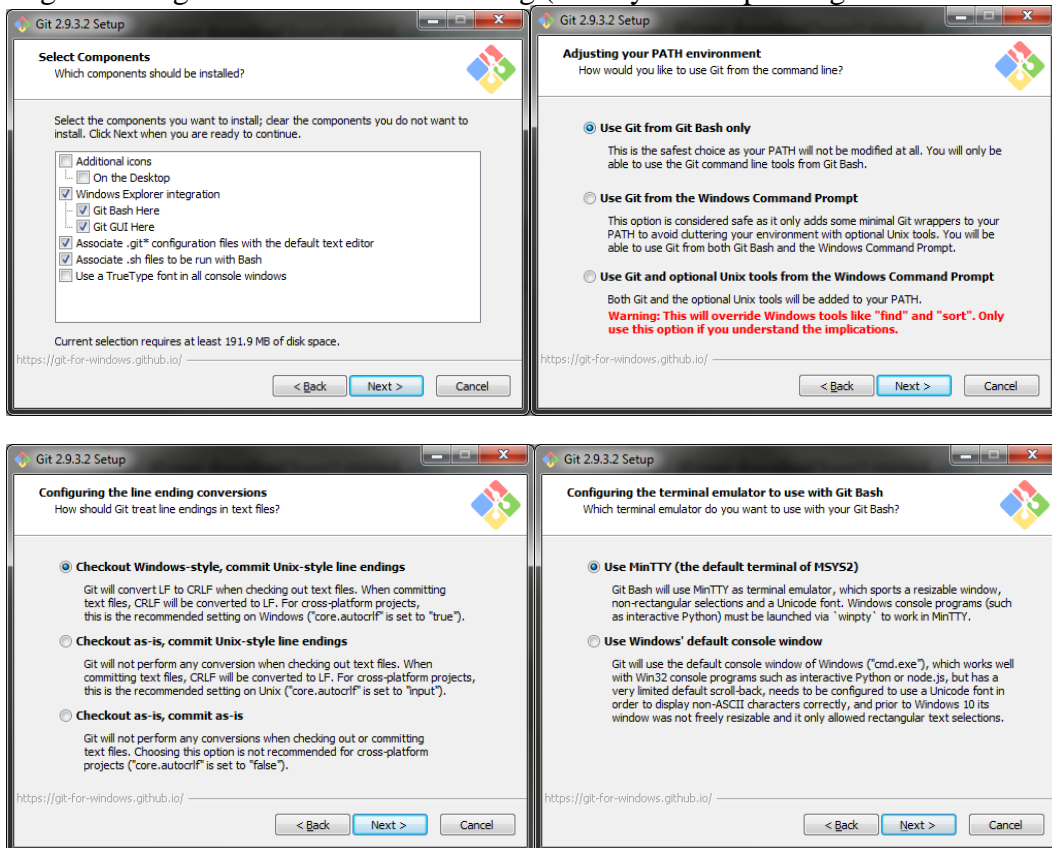 Git 2.9.3.2 Setup
Select Components
Which components should be installed?
Select the components you want to install; clear the components you do not want to
install. Click Next when you are ready to continue.
Additional icons
On the Desktop
Windows Explorer integration
Git Bash Here
Git GUI Here
Associate .git* configuration files with the default text editor
Associate .sh files to be run with Bash
Use a TrueType font in all console windows
Current selection requires at least 191.9 MB of disk space.
https://git-for-windows.github.io/
< Back Next > Cancel
Git 2.9.3.2 Setup
Adjusting your PATH environment
How would you like to use Git from the command line?
Use Git from Git Bash only
This is the safest choice as your PATH will not be modified at all. You will only be
able to use the Git command line tools from Git Bash.
Use Git from the Windows Command Prompt
This option is considered safe as it only adds some minimal Git wrappers to your
PATH to avoid cluttering your environment with optional Unix tools. You will be
able to use Git from both Git Bash and the Windows Command Prompt.
Use Git and optional Unix tools from the Windows Command Prompt
Both Git and the optional Unix tools will be added to your PATH.
Warning: This will override Windows tools like "find" and "sort". Only
use this option if you understand the implications.
https://git-for-windows.github.io/
< Back Next > Cancel
Git 2.9.3.2 Setup
Configuring the line ending conversions
How should Git treat line endings in text files?
Checkout Windows-style, commit Unix-style line endings
Git will convert LF to CRLF when checking out text files. When committing
text files, CRLF will be converted to LF. For cross-platform projects,
this is the recommended setting on Windows ("core.autocrlf" is set to "true").
Checkout as-is, commit Unix-style line endings
Git will not perform any conversion when checking out text files. When
committing text files, CRLF will be converted to LF. For cross-platform projects,
this is the recommended setting on Unix ("core.autocrlf" is set to "input").
Checkout as-is, commit as-is
Git will not perform any conversions when checking out or committing
text files. Choosing this option is not recommended for cross-platform
projects ("core.autocrlf" is set to "false").
https://git-for-windows.github.io/
< Back Next > Cancel
Git 2.9.3.2 Setup
Configuring the terminal emulator to use with Git Bash
Which terminal emulator do you want to use with your Git Bash?
Use MinTTY (the default terminal of MSYS2)
Git Bash will use MinTTY as terminal emulator, which sports a resizable window,
non-rectangular selections and a Unicode font. Windows console programs (such
as interactive Python) must be launched via `winpty` to work in MinTTY.
Use Windows' default console window
Git will use the default console window of Windows ("cmd.exe"), which works well
with Win32 console programs such as interactive Python or node.js, but has a
very limited default scroll-back, needs to be configured to use a Unicode font in
order to display non-ASCII characters correctly, and prior to Windows 10 its
window was not freely resizable and it only allowed rectangular text selections.
https://git-for-windows.github.io/
< Back Next > Cancel